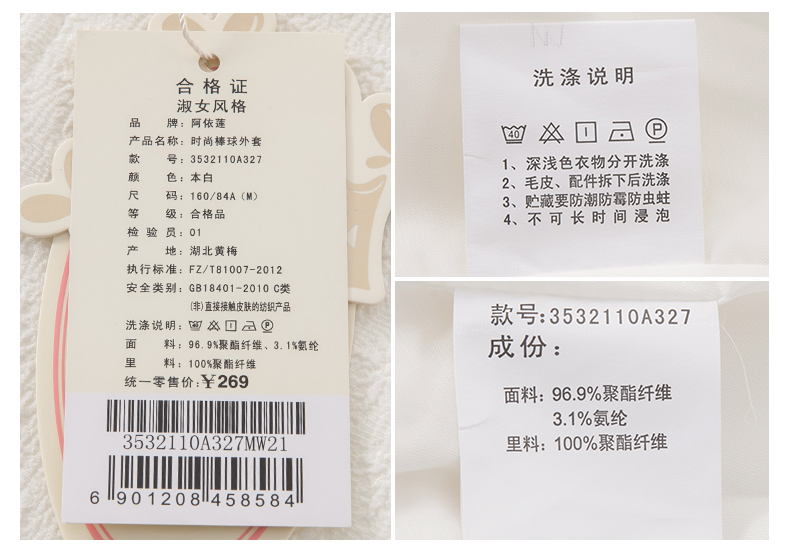 合格证
淑女风格
品 牌：阿依莲
产品名称：时尚棒球外套
款 号：3532110A327
颜 色：本白
尺 码：160/84A（M）
等 级：合格品
检 验 员：01
产 地：湖北黄梅
执行标准：FZ/T81007-2012
安全类别：GB18401-2010 C类
(非)直接接触皮肤的纺织产品
洗涤说明：
面 料：96.9%聚酯纤维、3.1%氨纶
里 料：100%聚酯纤维
统一零售价：￥269
3532110A327MW21
6 901208 458584
洗涤说明
40 P
1、深浅色衣物分开洗涤
2、毛皮、配件拆下后洗涤
3、贮藏要防潮防霉防虫蛀
4、不可长时间浸泡
款号：3532110A327
成份：
面料：96.9%聚酯纤维
3.1%氨纶
里料：100%聚酯纤维